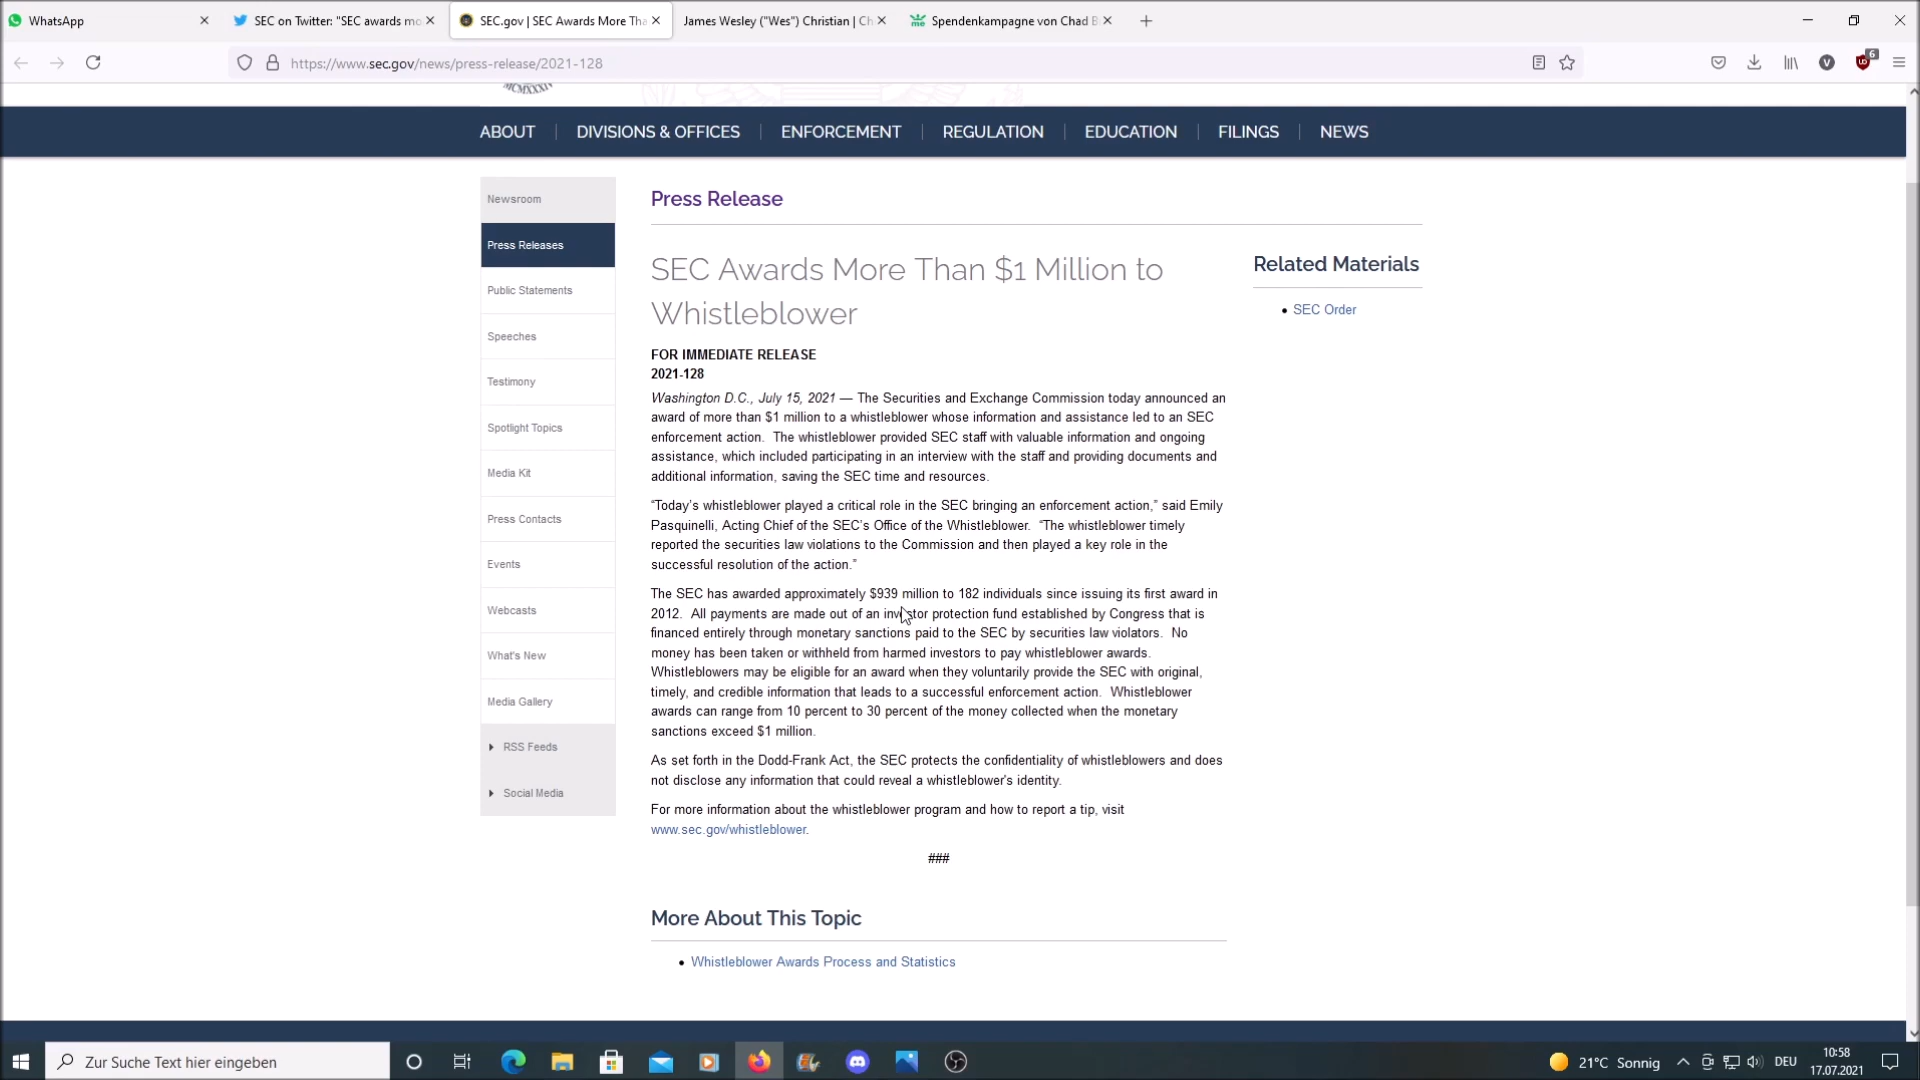 WhatsApp
SEC on Twitter: "SEC awards mo
SEC.gov | SEC Awards More Tha
James Wesley ("Wes") Christian | Ch
Spendenkampagne von Chad B
https://www.sec.gov/news/press-release/2021-128
6
MCMXXXIV
ABOUT
DIVISIONS & OFFICES
ENFORCEMENT
REGULATION
EDUCATION
FILINGS
NEWS
Newsroom
Press Releases
Public Statements
Speeches
Testimony
Spotlight Topics
Media Kit
Press Contacts
Events
Webcasts
What's New
Media Gallery
RSS Feeds
Social Media
Press Release
SEC Awards More Than $1 Million to
Whistleblower
FOR IMMEDIATE RELEASE
2021-128
Washington D.C., July 15, 2021 — The Securities and Exchange Commission today announced an
award of more than $1 million to a whistleblower whose information and assistance led to an SEC
enforcement action. The whistleblower provided SEC staff with valuable information and ongoing
assistance, which included participating in an interview with the staff and providing documents and
additional information, saving the SEC time and resources.
“Today’s whistleblower played a critical role in the SEC bringing an enforcement action,” said Emily
Pasquinelli, Acting Chief of the SEC’s Office of the Whistleblower. “The whistleblower timely
reported the securities law violations to the Commission and then played a key role in the
successful resolution of the action.”
The SEC has awarded approximately $939 million to 182 individuals since issuing its first award in
2012. All payments are made out of an investor protection fund established by Congress that is
financed entirely through monetary sanctions paid to the SEC by securities law violators. No
money has been taken or withheld from harmed investors to pay whistleblower awards.
Whistleblowers may be eligible for an award when they voluntarily provide the SEC with original,
timely, and credible information that leads to a successful enforcement action. Whistleblower
awards can range from 10 percent to 30 percent of the money collected when the monetary
sanctions exceed $1 million.
As set forth in the Dodd-Frank Act, the SEC protects the confidentiality of whistleblowers and does
not disclose any information that could reveal a whistleblower's identity.
For more information about the whistleblower program and how to report a tip, visit
www.sec.gov/whistleblower.
###
More About This Topic
Whistleblower Awards Process and Statistics
Related Materials
SEC Order
Zur Suche Text hier eingeben
21°C Sonnig
DEU
10:58
17.07.2021